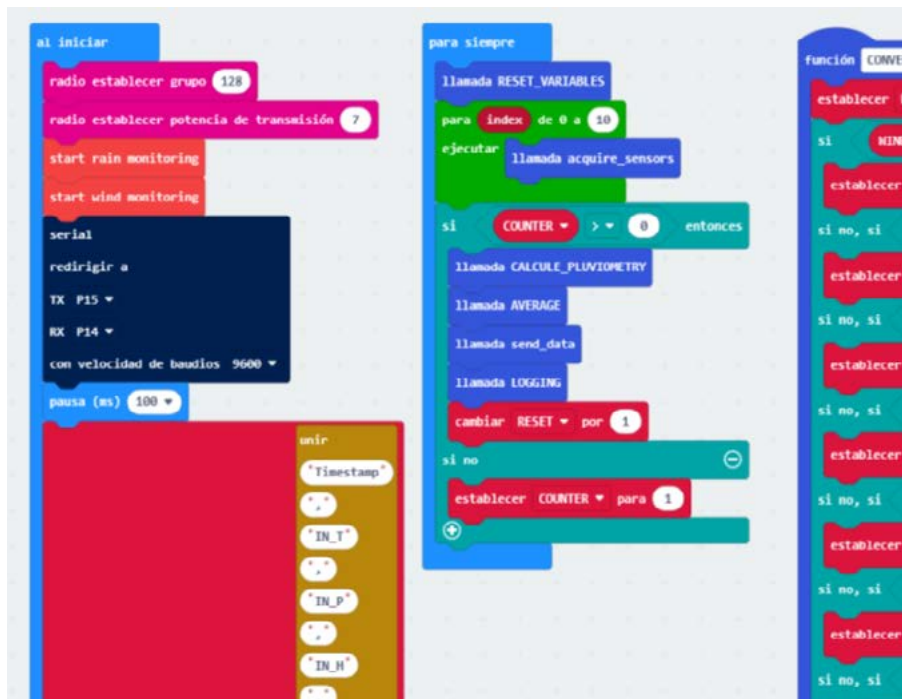 al iniciar
radio establecer grupo 128
radio establecer potencia de transmisión 7
start rain monitoring
start wind monitoring
serial
redirigir a
TX P15
RX P14
con velocidad de baudios 9600
pausa (ms) 100
unir
"Timestamp"
","
"IN_T"
","
"IN_P"
","
"IN_H"
para siempre
llamada RESET_VARIABLES
para index de 0 a 10
ejecutar llamada acquire_sensors
si COUNTER > 0 entonces
llamada CALCULE_PLUVIOMETRY
llamada AVERAGE
llamada send_data
llamada LOGGING
cambiar RESET por 1
si no
establecer COUNTER para 1
función CONVE
establecer
si WIN
establecer
si no, si
establecer
si no, si
establecer
si no, si
establecer
si no, si
establecer
si no, si
establecer
si no, si